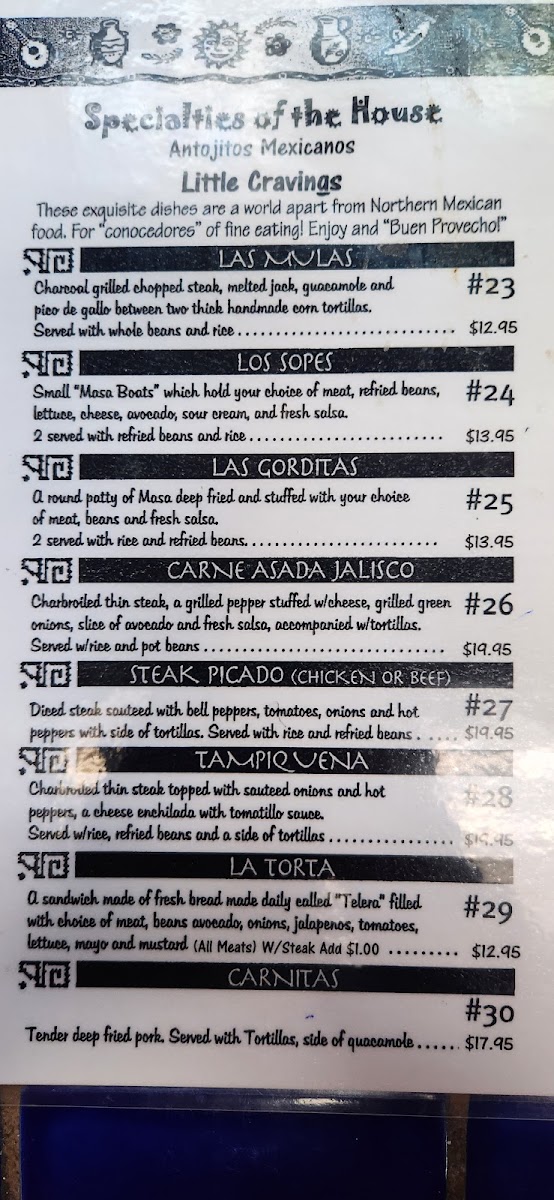 Specialties of the House
Antojitos Mexicanos
Little Cravings
These exquisite dishes are a world apart from Northern Mexican
food. For "conocedores" of fine eating! Enjoy and "Buen Provecho!"
LAS MULAS
#23
Charcoal grilled chopped steak, melted jack, guacamole and
pico de gallo between two thick handmade corn tortillas.
Served with whole beans and rice ............................ $12.95
LOS SOPES
#24
Small "Masa Boats" which hold your choice of meat, refried beans,
lettuce, cheese, avocado, sour cream, and fresh salsa.
2 served with refried beans and rice ......................... $13.95
LAS GORDITAS
#25
A round patty of Masa deep fried and stuffed with your choice
of meat, beans and fresh salsa.
2 served with rice and refried beans......................... $13.95
CARNE ASADA JALISCO
#26
Charbroiled thin steak, a grilled pepper stuffed w/cheese, grilled green
onions, slice of avocado and fresh salsa, accompanied w/tortillas.
Served w/rice and pot beans ............................... $19.95
STEAK PICADO (CHICKEN OR BEEF)
#27
Diced steak sauteed with bell peppers, tomatoes, onions and hot
peppers with side of tortillas. Served with rice and refried beans ...... $19.95
TAMPIQUENA
#28
Charbroiled thin steak topped with sauteed onions and hot
peppers, a cheese enchilada with tomatillo sauce.
Served w/rice, refried beans and a side of tortillas ................ $19.95
LA TORTA
#29
A sandwich made of fresh bread made daily called "Telera" filled
with choice of meat, beans avocado, onions, jalapenos, tomatoes,
lettuce, mayo and mustard (All Meats) W/Steak Add $1.00 ......... $12.95
CARNITAS
#30
Tender deep fried pork. Served with Tortillas, side of guacamole ...... $17.95